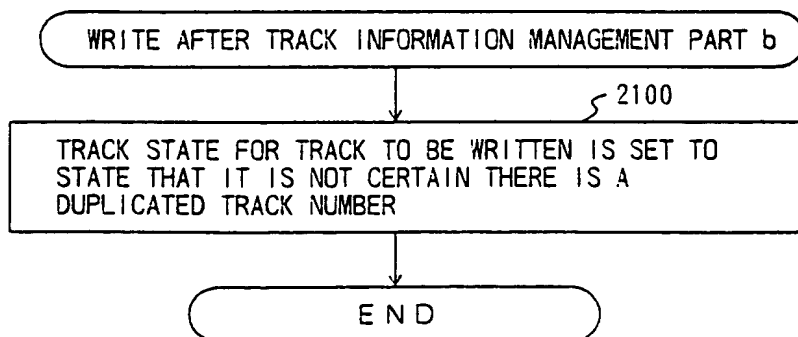 WRITE AFTER TRACK INFORMATION MANAGEMENT PART b
2100
TRACK STATE FOR TRACK TO BE WRITTEN IS SET TO
STATE THAT IT IS NOT CERTAIN THERE IS A
DUPLICATED TRACK NUMBER
END